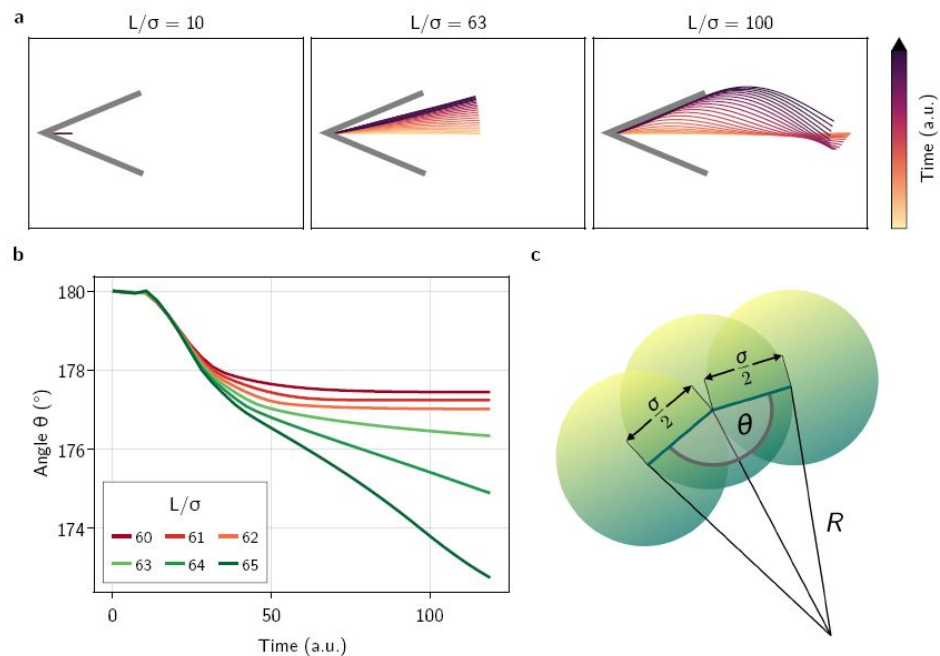 a
L/σ = 10
L/σ = 63
L/σ = 100
Time (a.u.)
b
180
178
176
174
Angle θ (°)
L/σ
60 61 62
63 64 65
0 50 100
Time (a.u.)
c
σ/2
σ/2
θ
R